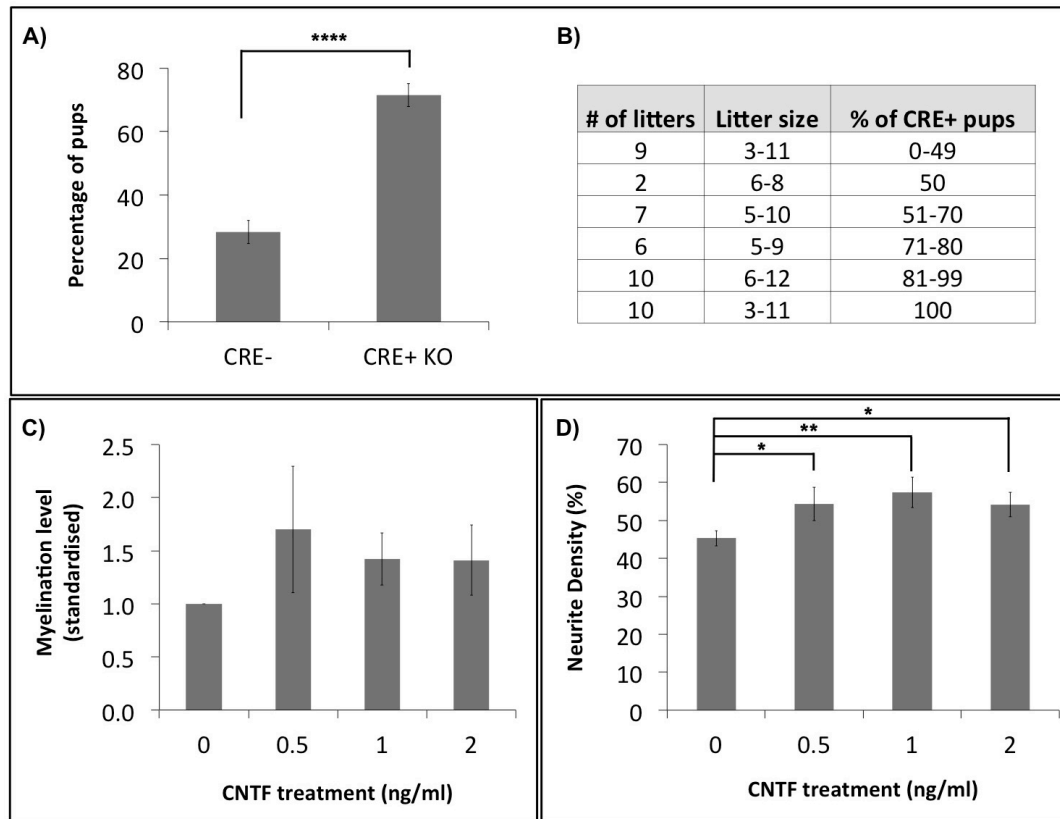 A)
****
80
60
40
20
0
Percentage of pups
CRE-
CRE+ KO
B)
# of litters Litter size % of CRE+ pups
9 3-11 0-49
2 6-8 50
7 5-10 51-70
6 5-9 71-80
10 6-12 81-99
10 3-11 100
C)
2.5
2.0
1.5
1.0
0.5
0.0
Myelination level
(standardised)
0 0.5 1 2
CNTF treatment (ng/ml)
D)
*
**
*
70
60
50
40
30
20
10
0
Neurite Density (%)
0 0.5 1 2
CNTF treatment (ng/ml)